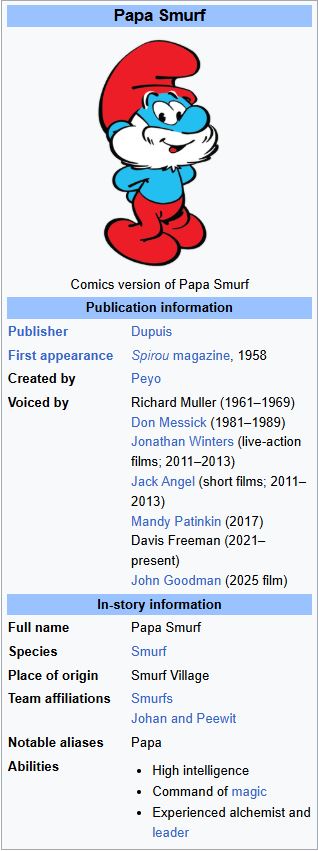 Papa Smurf
Comics version of Papa Smurf
Publication information
Publisher Dupuis
First appearance Spirou magazine, 1958
Created by Peyo
Voiced by Richard Muller (1961–1969)
Don Messick (1981–1989)
Jonathan Winters (live-action
films; 2011–2013)
Jack Angel (short films; 2011–
2013)
Mandy Patinkin (2017)
Davis Freeman (2021–
present)
John Goodman (2025 film)
In-story information
Full name Papa Smurf
Species Smurf
Place of origin Smurf Village
Team affiliations Smurfs
Johan and Peewit
Notable aliases Papa
Abilities
• High intelligence
• Command of magic
• Experienced alchemist and
leader